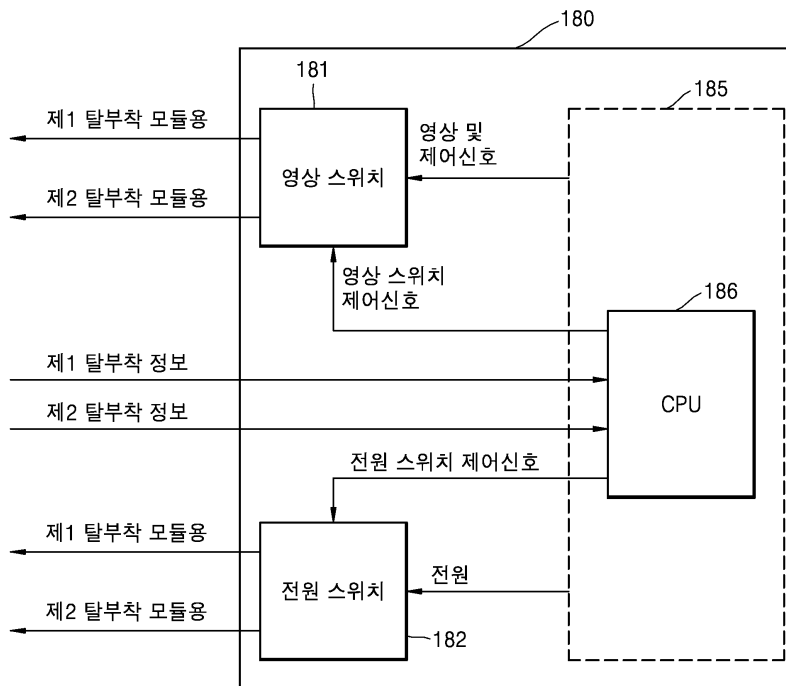 180
181
185
제1 탈부착 모듈용
영상 및
제어신호
영상 스위치
제2 탈부착 모듈용
영상 스위치
제어신호
186
제1 탈부착 정보
제2 탈부착 정보
CPU
전원 스위치 제어신호
제1 탈부착 모듈용
전원
전원 스위치
제2 탈부착 모듈용
182